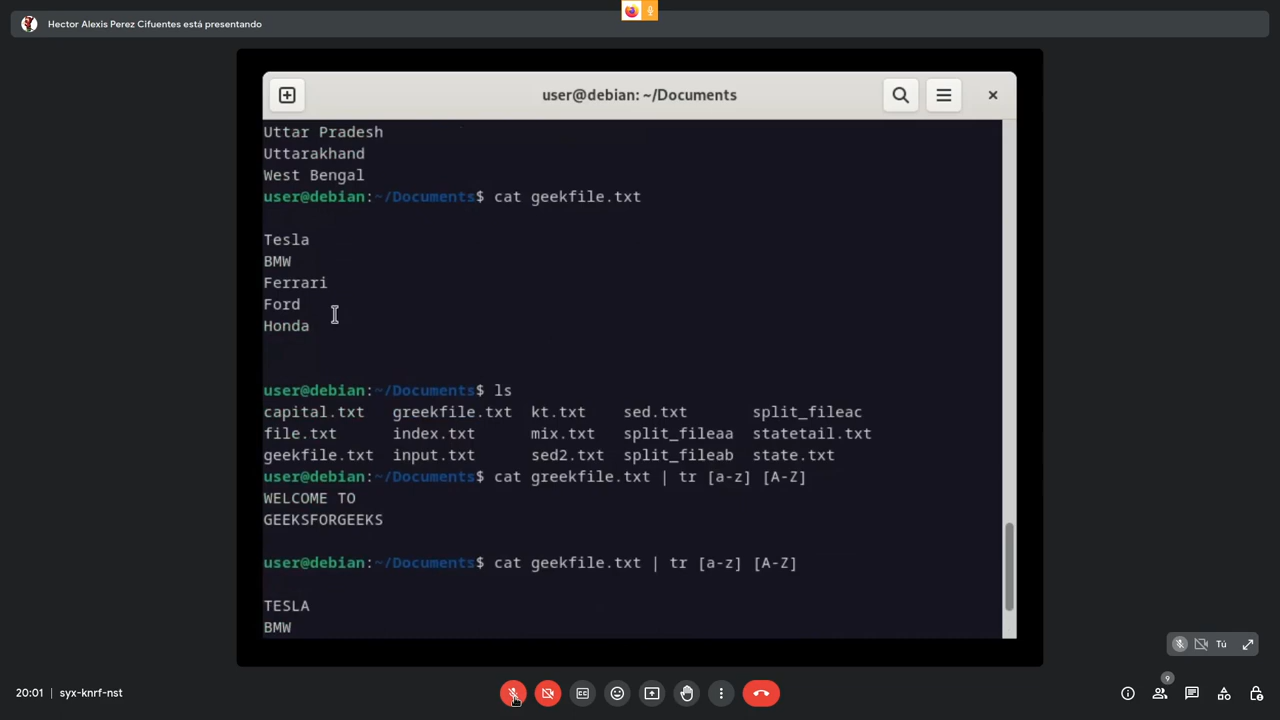 Hector Alexis Perez Cifuentes está presentando
user@debian: ~/Documents
Uttar Pradesh
Uttarakhand
West Bengal
user@debian:~/Documents$ cat geekfile.txt
Tesla
BMW
Ferrari
Ford
Honda
user@debian:~/Documents$ ls
capital.txt greekfile.txt kt.txt sed.txt split_fileac
file.txt index.txt mix.txt split_fileaa statetail.txt
geekfile.txt input.txt sed2.txt split_fileab state.txt
user@debian:~/Documents$ cat greekfile.txt | tr [a-z] [A-Z]
WELCOME TO
GEEKSFORGEEKS
user@debian:~/Documents$ cat geekfile.txt | tr [a-z] [A-Z]
TESLA
BMW
Tú
20:01 | syx-knrf-nst
9